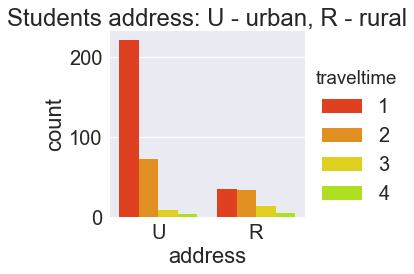 Students address: U - urban, R - rural
200
100
0
count
U
R
address
traveltime
1
2
3
4